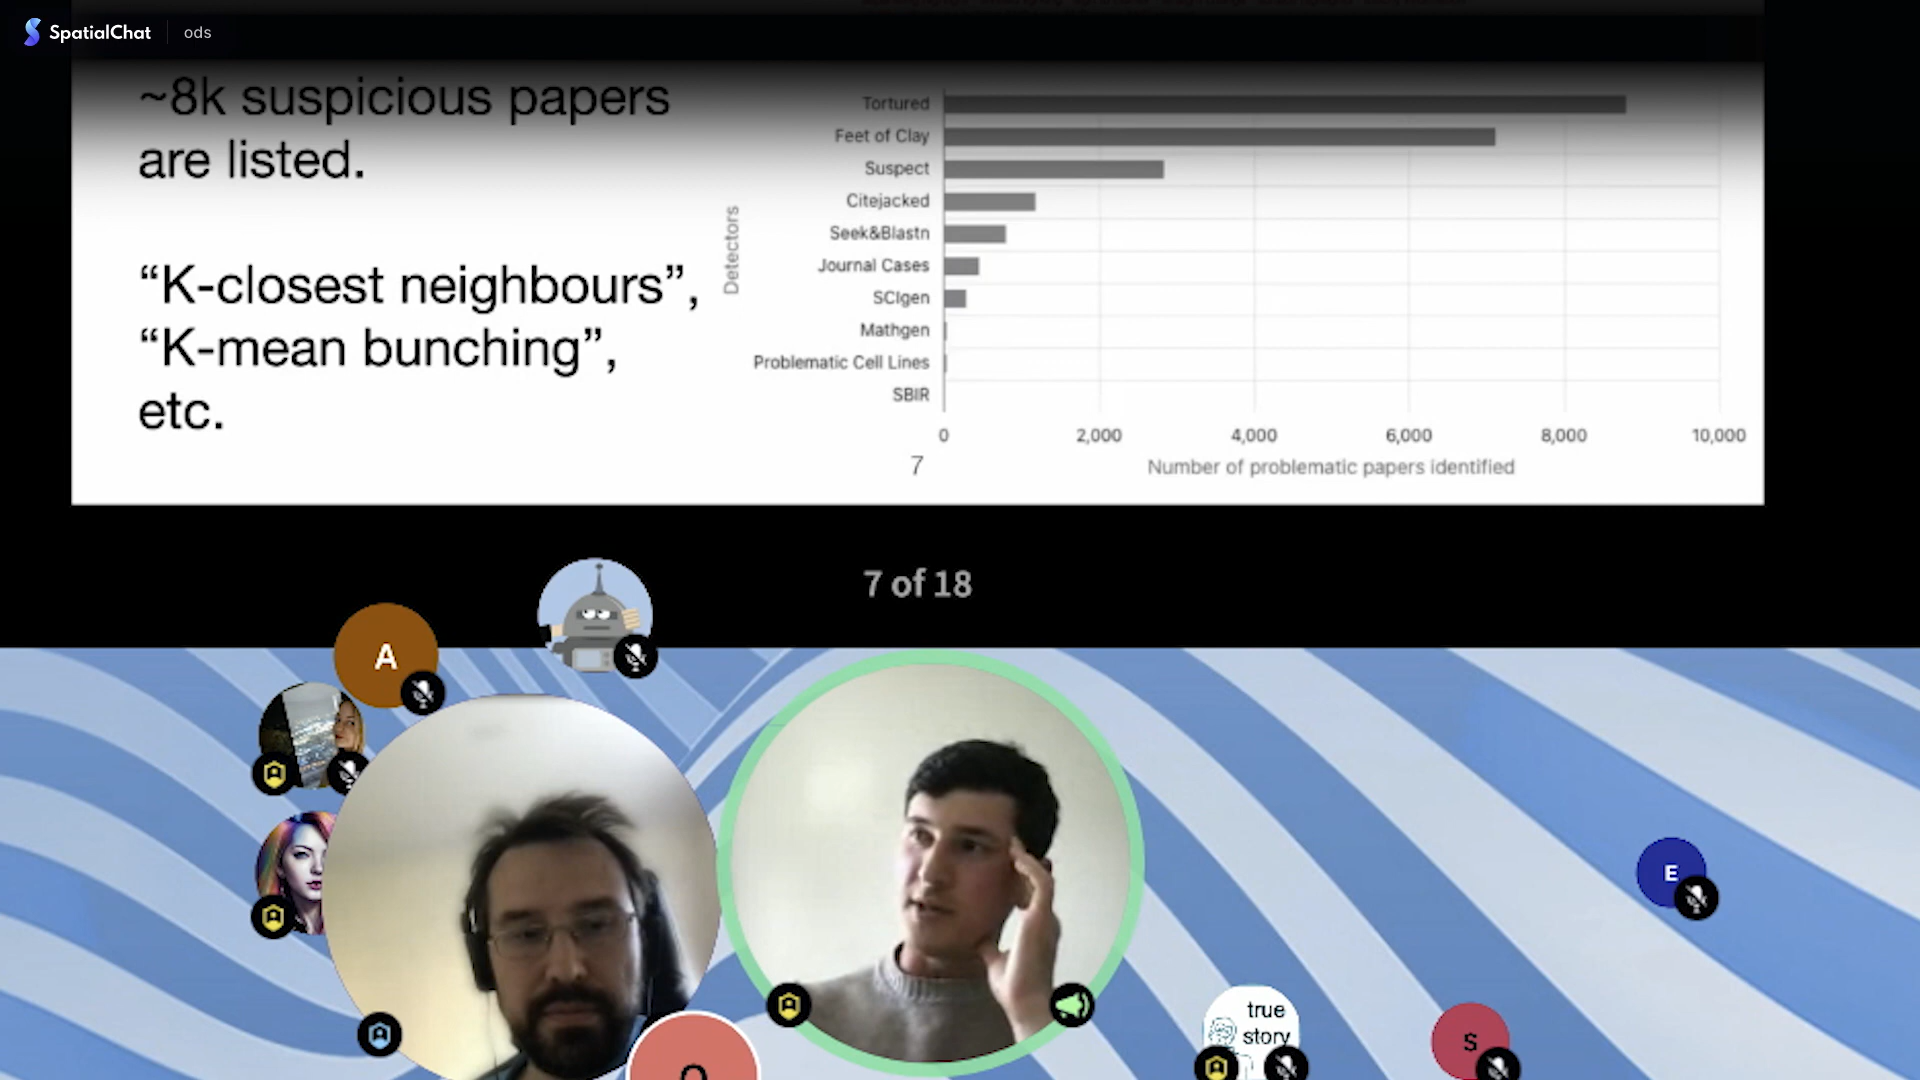 SpatialChat
ods
~8k suspicious papers
are listed.
“K-closest neighbours”,
“K-mean bunching”,
etc.
Detectors
Tortured
Feet of Clay
Suspect
Citejacked
Seek&Blastn
Journal Cases
SCIgen
Mathgen
Problematic Cell Lines
SBIR
0 2,000 4,000 6,000 8,000 10,000
Number of problematic papers identified
7
7 of 18
A
E
true
story
S